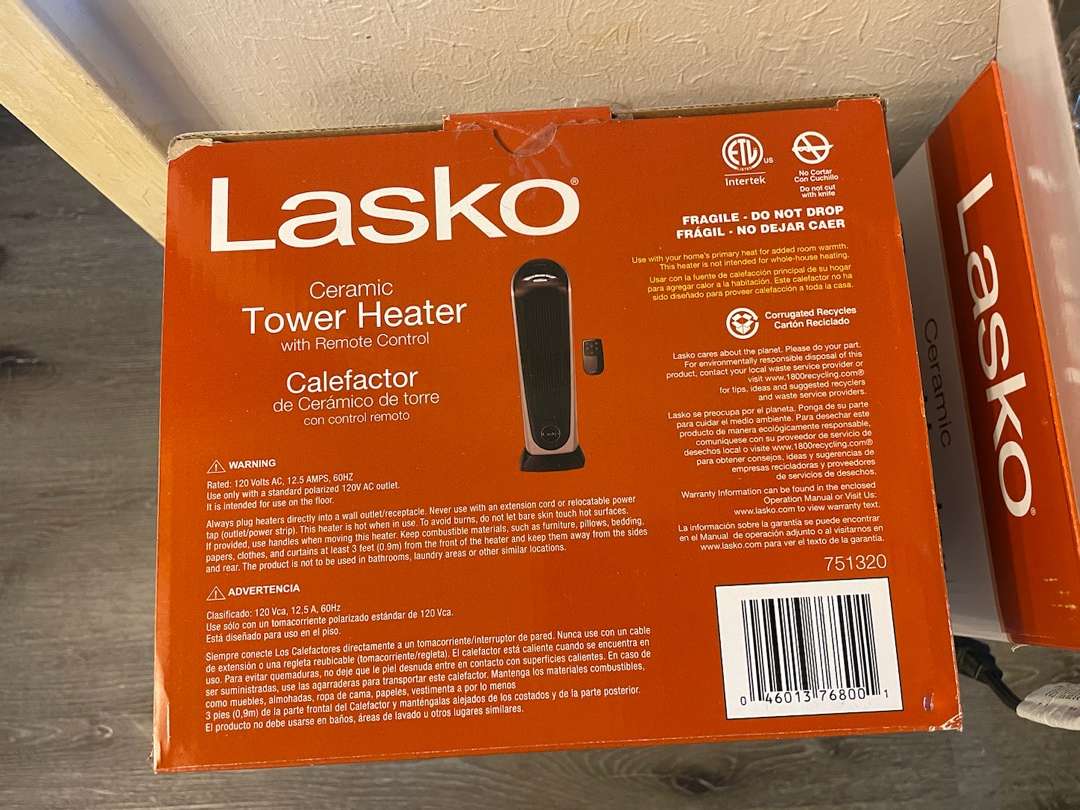 Lasko®
Ceramic
Tower Heater
with Remote Control
Calefactor
de Cerámico de torre
con control remoto
WARNING
Rated: 120 Volts AC, 12.5 AMPS, 60HZ
Use only with a standard polarized 120V AC outlet.
It is intended for use on the floor.
Always plug heaters directly into a wall outlet/receptacle. Never use with an extension cord or relocatable power
tap (outlet/power strip). This heater is hot when in use. To avoid burns, do not let bare skin touch hot surfaces.
If provided, use handles when moving this heater. Keep combustible materials, such as furniture, pillows, bedding,
papers, clothes, and curtains at least 3 feet (0.9m) from the front of the heater and keep them away from the sides
and rear. The product is not to be used in bathrooms, laundry areas or other similar locations.
ADVERTENCIA
Clasificado: 120 Vca, 12.5 A, 60Hz
Use sólo con un tomacorriente polarizado estándar de 120 Vca.
Está diseñado para uso en el piso.
Siempre conecte Los Calefactores directamente a un tomacorriente/interruptor de pared. Nunca use con un cable
de extensión o una regleta reubicable (tomacorriente/regleta). El calefactor está caliente cuando se encuentra en
uso. Para evitar quemaduras, no deje que le piel desnuda entre en contacto con superficies calientes. En caso de
ser suministradas, use las agarraderas para transportar este calefactor. Mantenga los materiales combustibles,
como muebles, almohadas, ropa de cama, papeles, vestimenta a por lo menos
3 pies (0,9m) de la parte frontal del Calefactor y manténgalas alejados de los costados y de la parte posterior.
El producto no debe usarse en baños, áreas de lavado u otros lugares similares.
ETL
LISTED
US
Intertek
No Cortar
Con Cuchillo
Do not cut
with knife
FRAGILE - DO NOT DROP
FRÁGIL - NO DEJAR CAER
Use with your home's primary heat for added room warmth.
This heater is not intended for whole-house heating.
Usar con la fuente de calefacción principal de su hogar
para agregar calor a la habitación. Este calefactor no ha
sido diseñado para proveer calefacción a toda la casa.
Corrugated Recycles
Cartón Reciclado
Lasko cares about the planet. Please do your part.
For environmentally responsible disposal of this
product, contact your local waste service provider or
visit www.1800recycling.com®
for tips, ideas and suggested recyclers
and waste service providers.
Lasko se preocupa por el planeta. Ponga de su parte
para cuidar el medio ambiente. Para desechar este
producto de manera ecológicamente responsable,
comuníquese con su proveedor de servicio de
desechos local o visite www.1800recycling.com®
para obtener consejos, ideas y sugerencias de
empresas recicladoras y proveedores
de servicios de desechos.
Warranty Information can be found in the enclosed
Operation Manual or Visit Us:
www.lasko.com to view warranty text.
La información sobre la garantía se puede encontrar
en el Manual de operación adjunto o al visitarnos en
www.lasko.com para ver el texto de la garantía.
751320
0 46013 76800 1
Lasko®
Ceramic